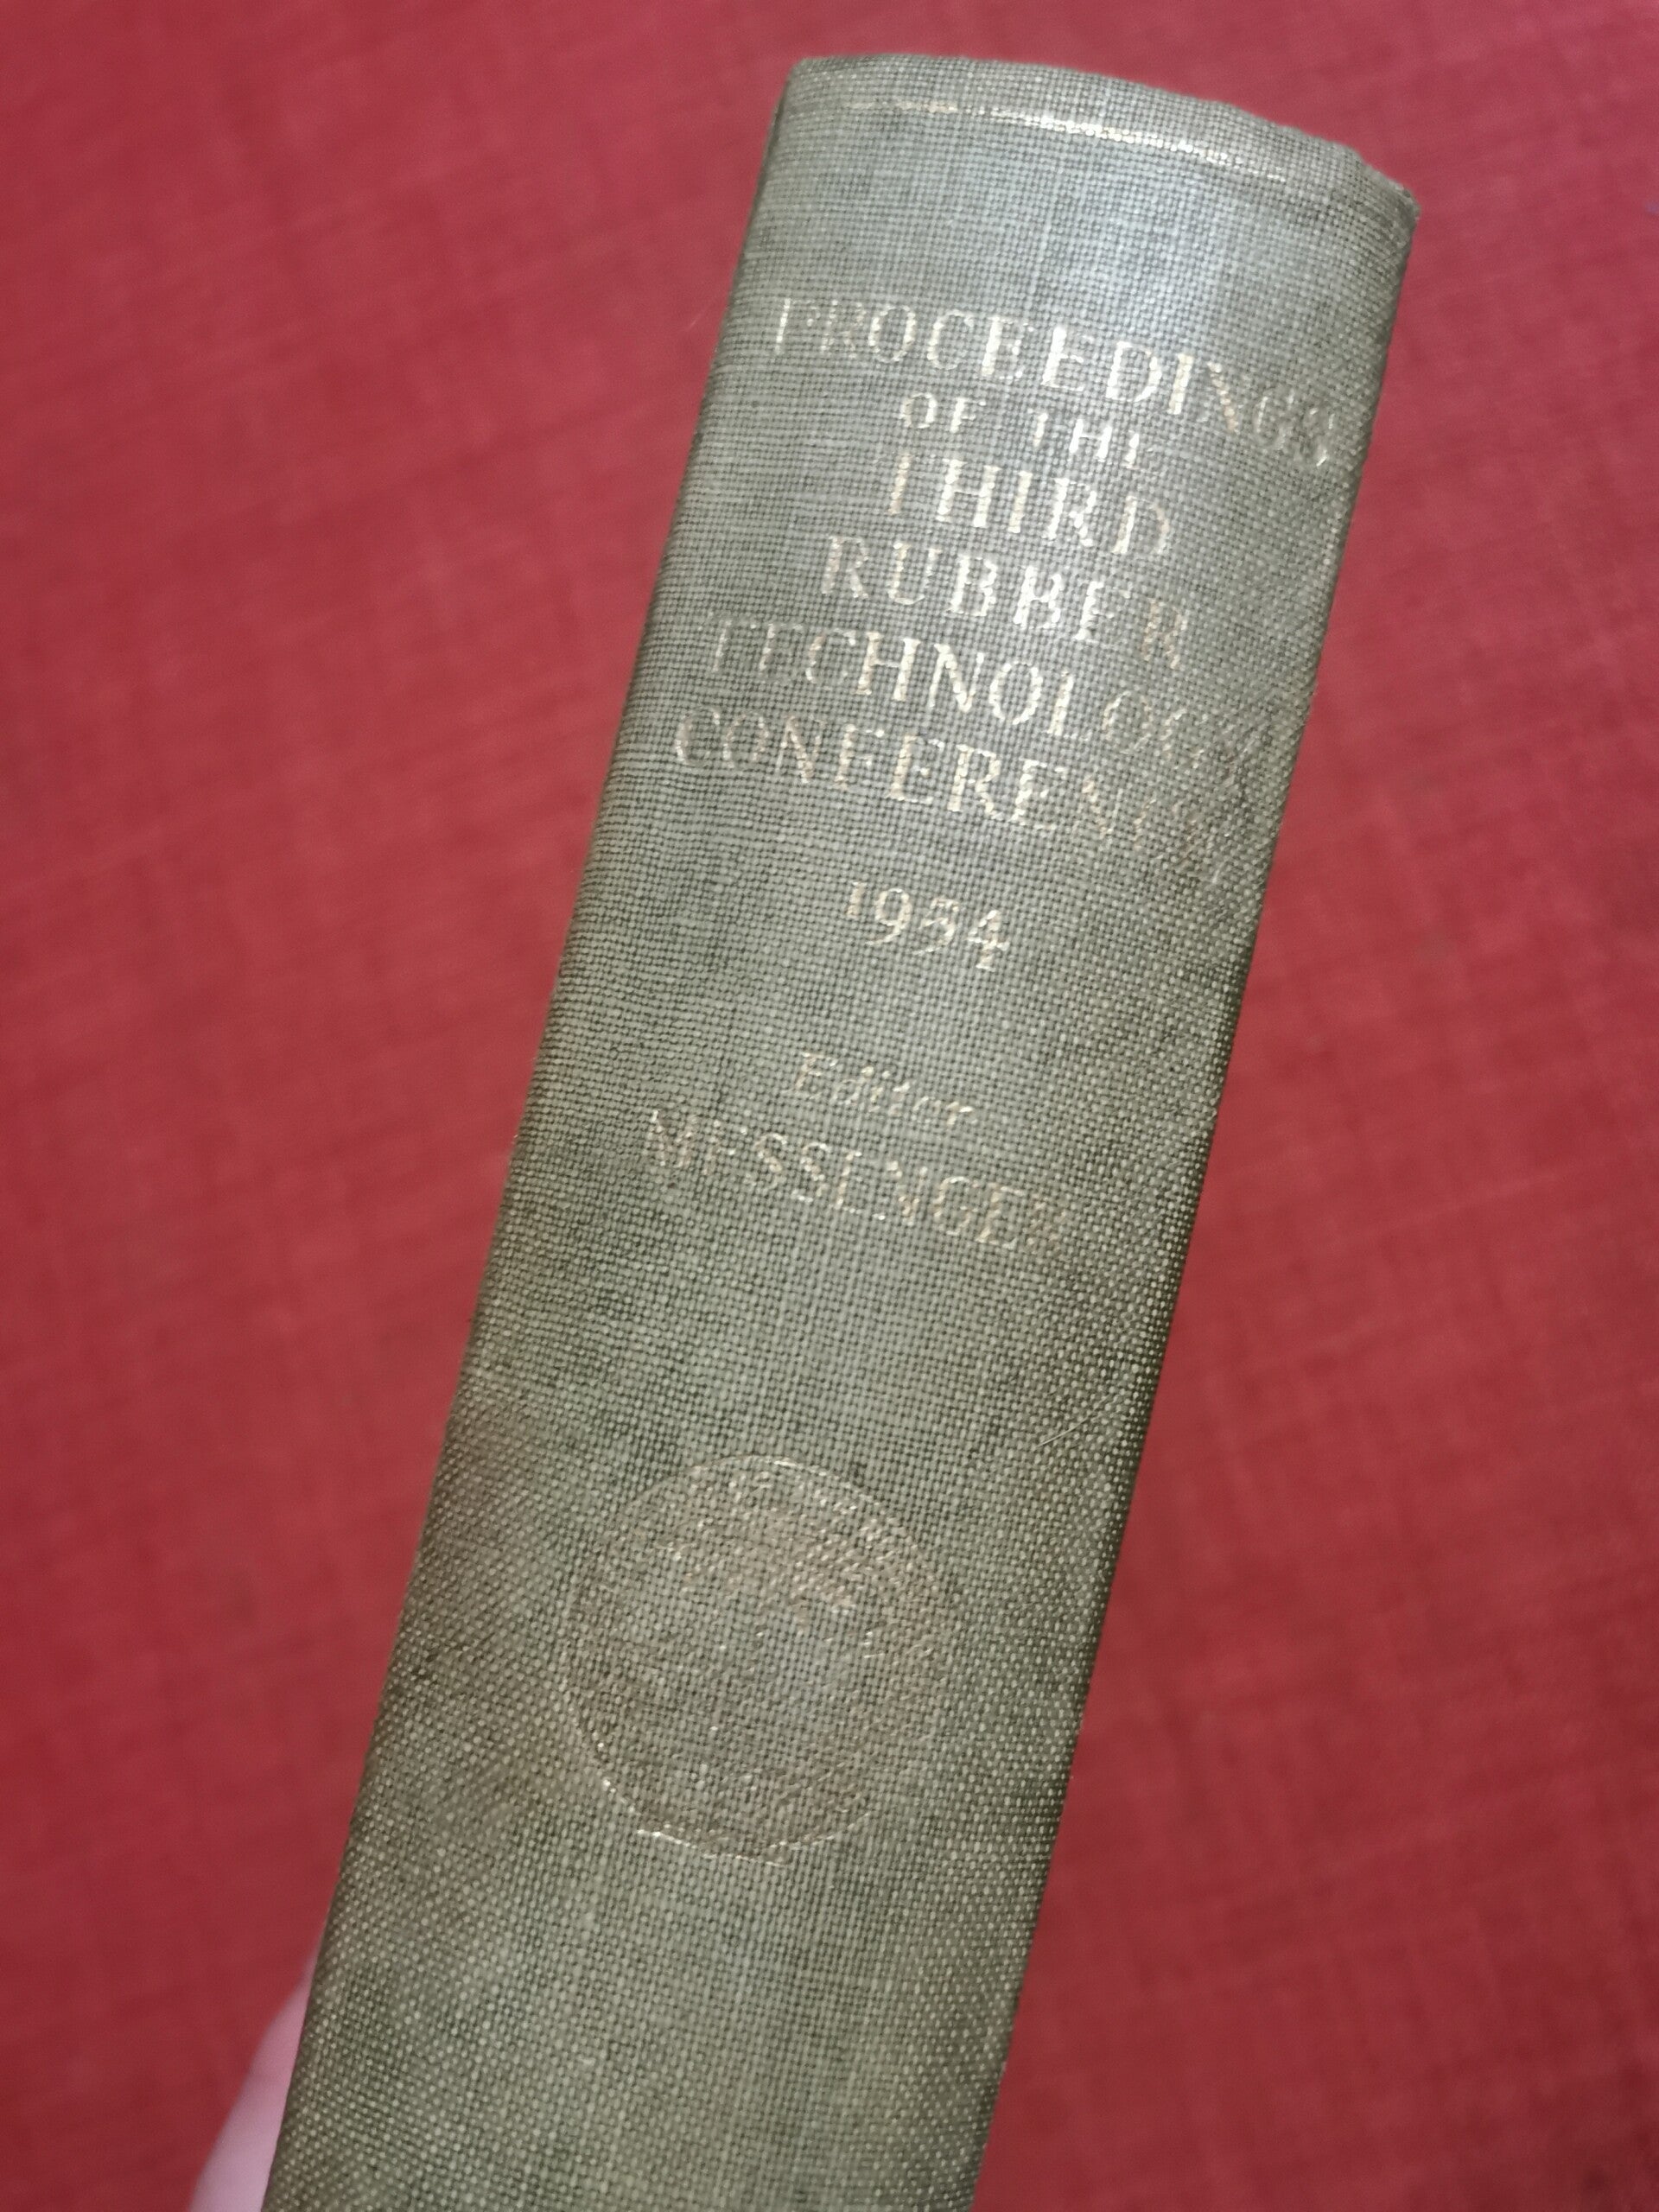 PROCEEDINGS
OF THE
THIRD
RUBBER
TECHNOLOGY
CONFERENCE
1954
Editor
MESSENGER